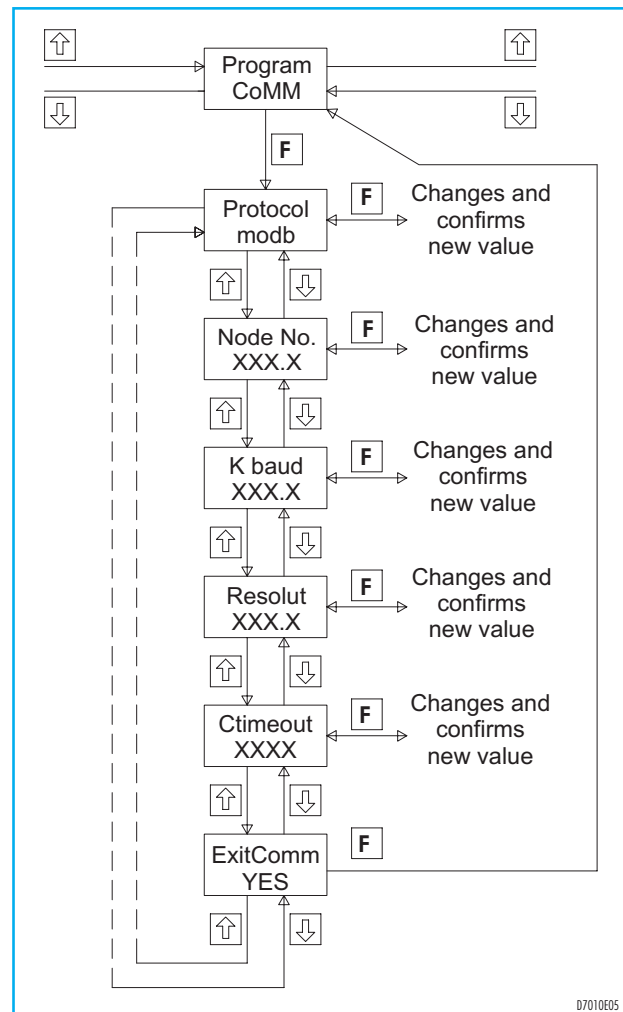 Program
CoMM
F
Protocol
modb
F
Changes and
confirms
new value
Node No.
XXX.X
F
Changes and
confirms
new value
K baud
XXX.X
F
Changes and
confirms
new value
Resolut
XXX.X
F
Changes and
confirms
new value
Ctimeout
XXXX
F
Changes and
confirms
new value
ExitComm
YES
F
D7010E05